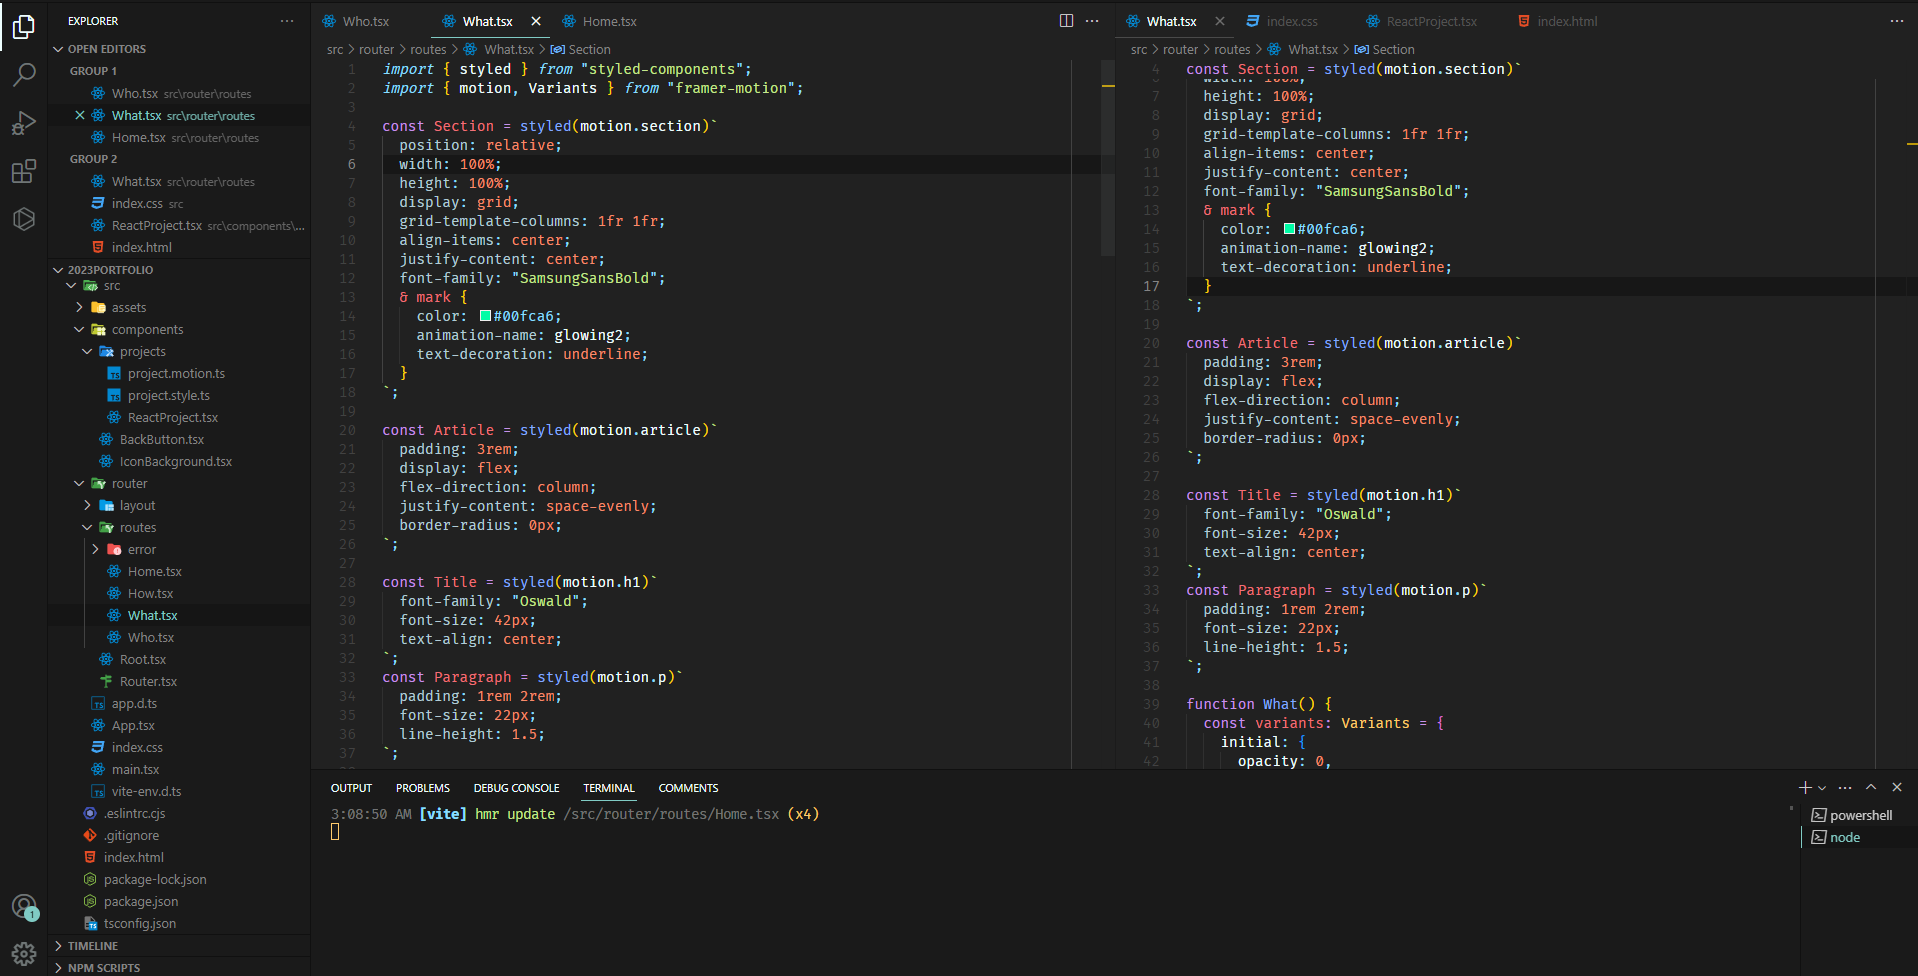 EXPLORER
OPEN EDITORS
GROUP 1
Who.tsx src\router\routes
What.tsx src\router\routes
Home.tsx src\router\routes
GROUP 2
What.tsx src\router\routes
index.css src
ReactProject.tsx src\components\...
index.html
2023PORTFOLIO
src
assets
components
projects
project.motion.ts
project.style.ts
ReactProject.tsx
BackButton.tsx
IconBackground.tsx
router
layout
routes
error
Home.tsx
How.tsx
What.tsx
Who.tsx
Root.tsx
Router.tsx
app.d.ts
App.tsx
index.css
main.tsx
vite-env.d.ts
.eslintrc.cjs
.gitignore
index.html
package-lock.json
package.json
tsconfig.json
TIMELINE
NPM SCRIPTS
1
Who.tsx What.tsx Home.tsx
src > router > routes > What.tsx > Section
1 import { styled } from "styled-components";
2 import { motion, Variants } from "framer-motion";
3
4 const Section = styled(motion.section)`
5 position: relative;
6 width: 100%;
7 height: 100%;
8 display: grid;
9 grid-template-columns: 1fr 1fr;
10 align-items: center;
11 justify-content: center;
12 font-family: "SamsungSansBold";
13 & mark {
14 color: #00fca6;
15 animation-name: glowing2;
16 text-decoration: underline;
17 }
18 `;
19
20 const Article = styled(motion.article)`
21 padding: 3rem;
22 display: flex;
23 flex-direction: column;
24 justify-content: space-evenly;
25 border-radius: 0px;
26 `;
27
28 const Title = styled(motion.h1)`
29 font-family: "Oswald";
30 font-size: 42px;
31 text-align: center;
32 `;
33 const Paragraph = styled(motion.p)`
34 padding: 1rem 2rem;
35 font-size: 22px;
36 line-height: 1.5;
37 `;
What.tsx index.css ReactProject.tsx index.html
src > router > routes > What.tsx > Section
4 const Section = styled(motion.section)`
6 width: 100%;
7 height: 100%;
8 display: grid;
9 grid-template-columns: 1fr 1fr;
10 align-items: center;
11 justify-content: center;
12 font-family: "SamsungSansBold";
13 & mark {
14 color: #00fca6;
15 animation-name: glowing2;
16 text-decoration: underline;
17 }
18 `;
19
20 const Article = styled(motion.article)`
21 padding: 3rem;
22 display: flex;
23 flex-direction: column;
24 justify-content: space-evenly;
25 border-radius: 0px;
26 `;
27
28 const Title = styled(motion.h1)`
29 font-family: "Oswald";
30 font-size: 42px;
31 text-align: center;
32 `;
33 const Paragraph = styled(motion.p)`
34 padding: 1rem 2rem;
35 font-size: 22px;
36 line-height: 1.5;
37 `;
38
39 function What() {
40 const variants: Variants = {
41 initial: {
42 opacity: 0,
OUTPUT PROBLEMS DEBUG CONSOLE TERMINAL COMMENTS
3:08:50 AM [vite] hmr update /src/router/routes/Home.tsx (x4)
powershell
node